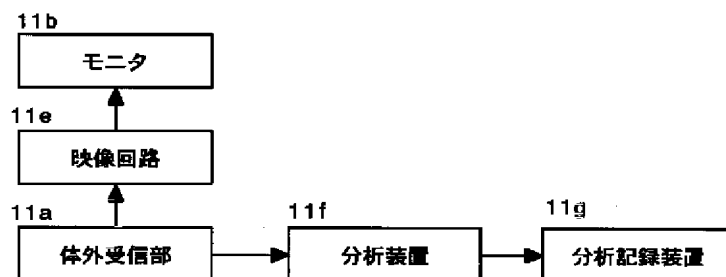 11b
モニタ
11e
映像回路
11a
体外受信部
11f
分析装置
11g
分析記録装置